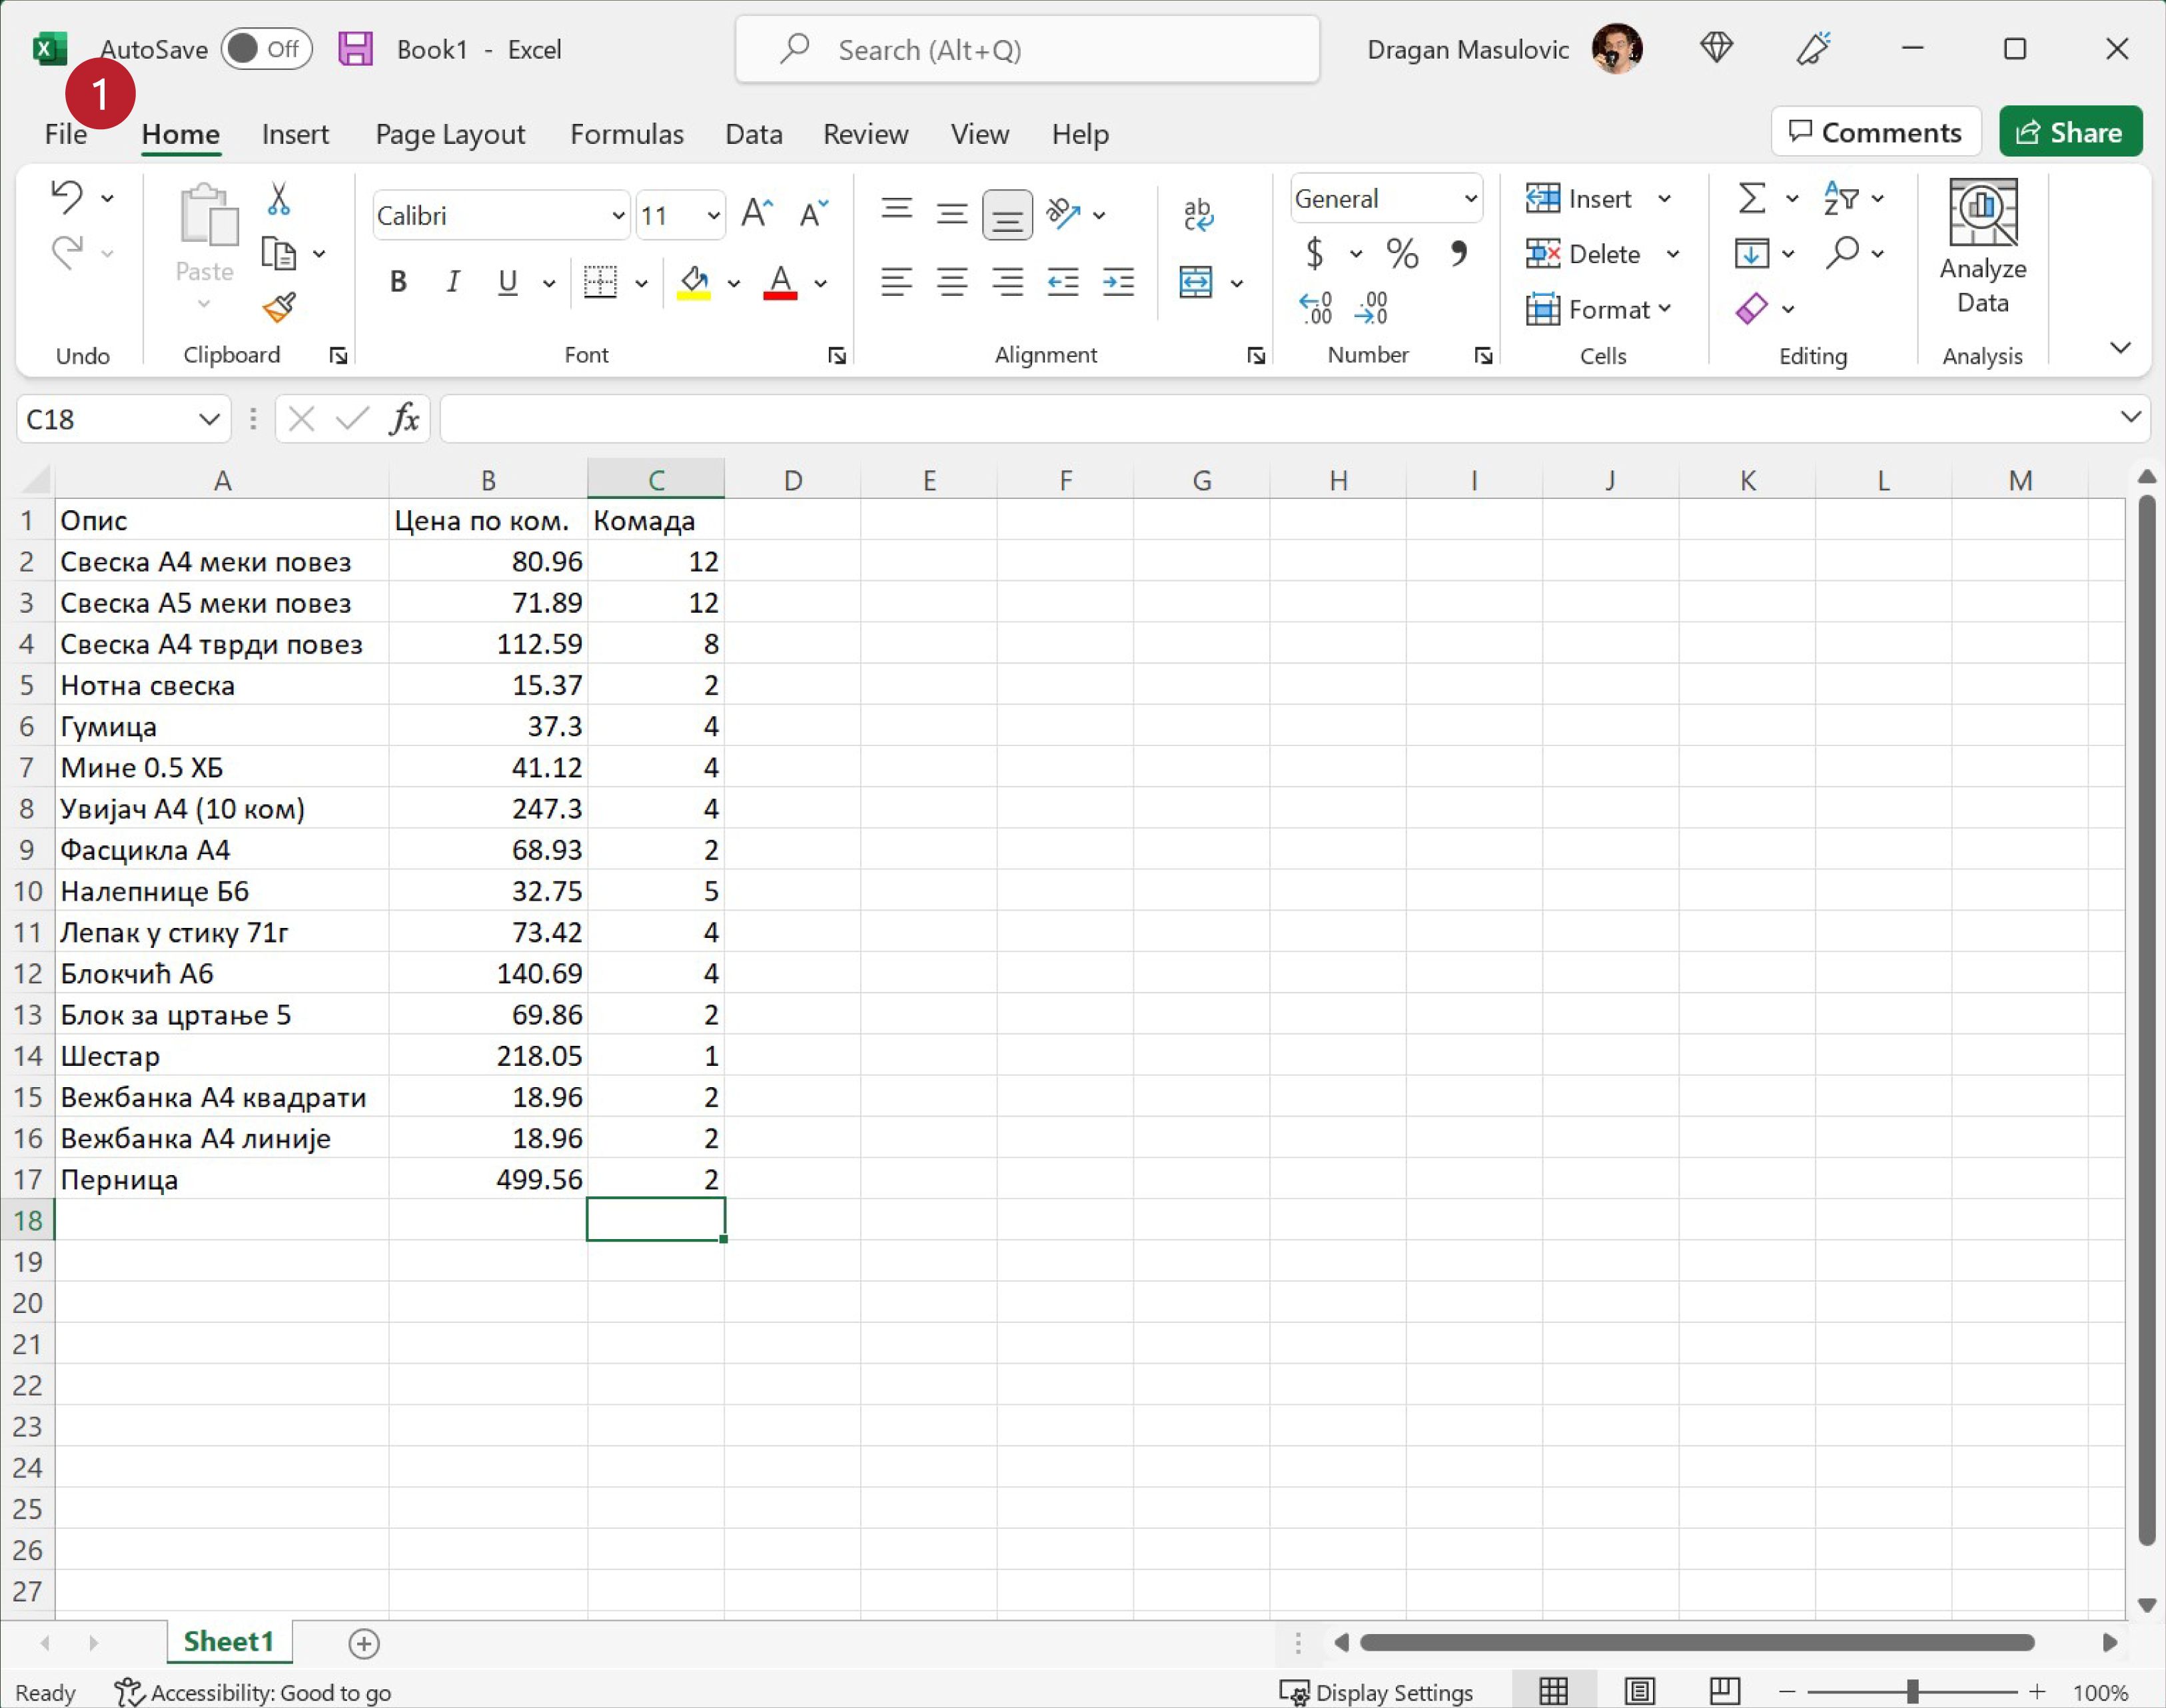 AutoSave Off Book1 - Excel Search (Alt+Q) Dragan Masulovic
1
File Home Insert Page Layout Formulas Data Review View Help Comments Share
Calibri 11 General Insert
Paste $ % Delete Analyze
B I U Format Data
Undo Clipboard Font Alignment Number Cells Editing Analysis
C18 fx
A B C D E F G H I J K L M
1 Опис Цена по ком. Комада
2 Свеска А4 меки повез 80.96 12
3 Свеска А5 меки повез 71.89 12
4 Свеска А4 тврди повез 112.59 8
5 Нотна свеска 15.37 2
6 Гумица 37.3 4
7 Мине 0.5 ХБ 41.12 4
8 Увијач А4 (10 ком) 247.3 4
9 Фасцикла А4 68.93 2
10 Налепнице Б6 32.75 5
11 Лепак у стику 71г 73.42 4
12 Блокчић А6 140.69 4
13 Блок за цртање 5 69.86 2
14 Шестар 218.05 1
15 Вежбанка А4 квадрати 18.96 2
16 Вежбанка А4 линије 18.96 2
17 Перница 499.56 2
18
19
20
21
22
23
24
25
26
27
Sheet1
Ready Accessibility: Good to go Display Settings 100%